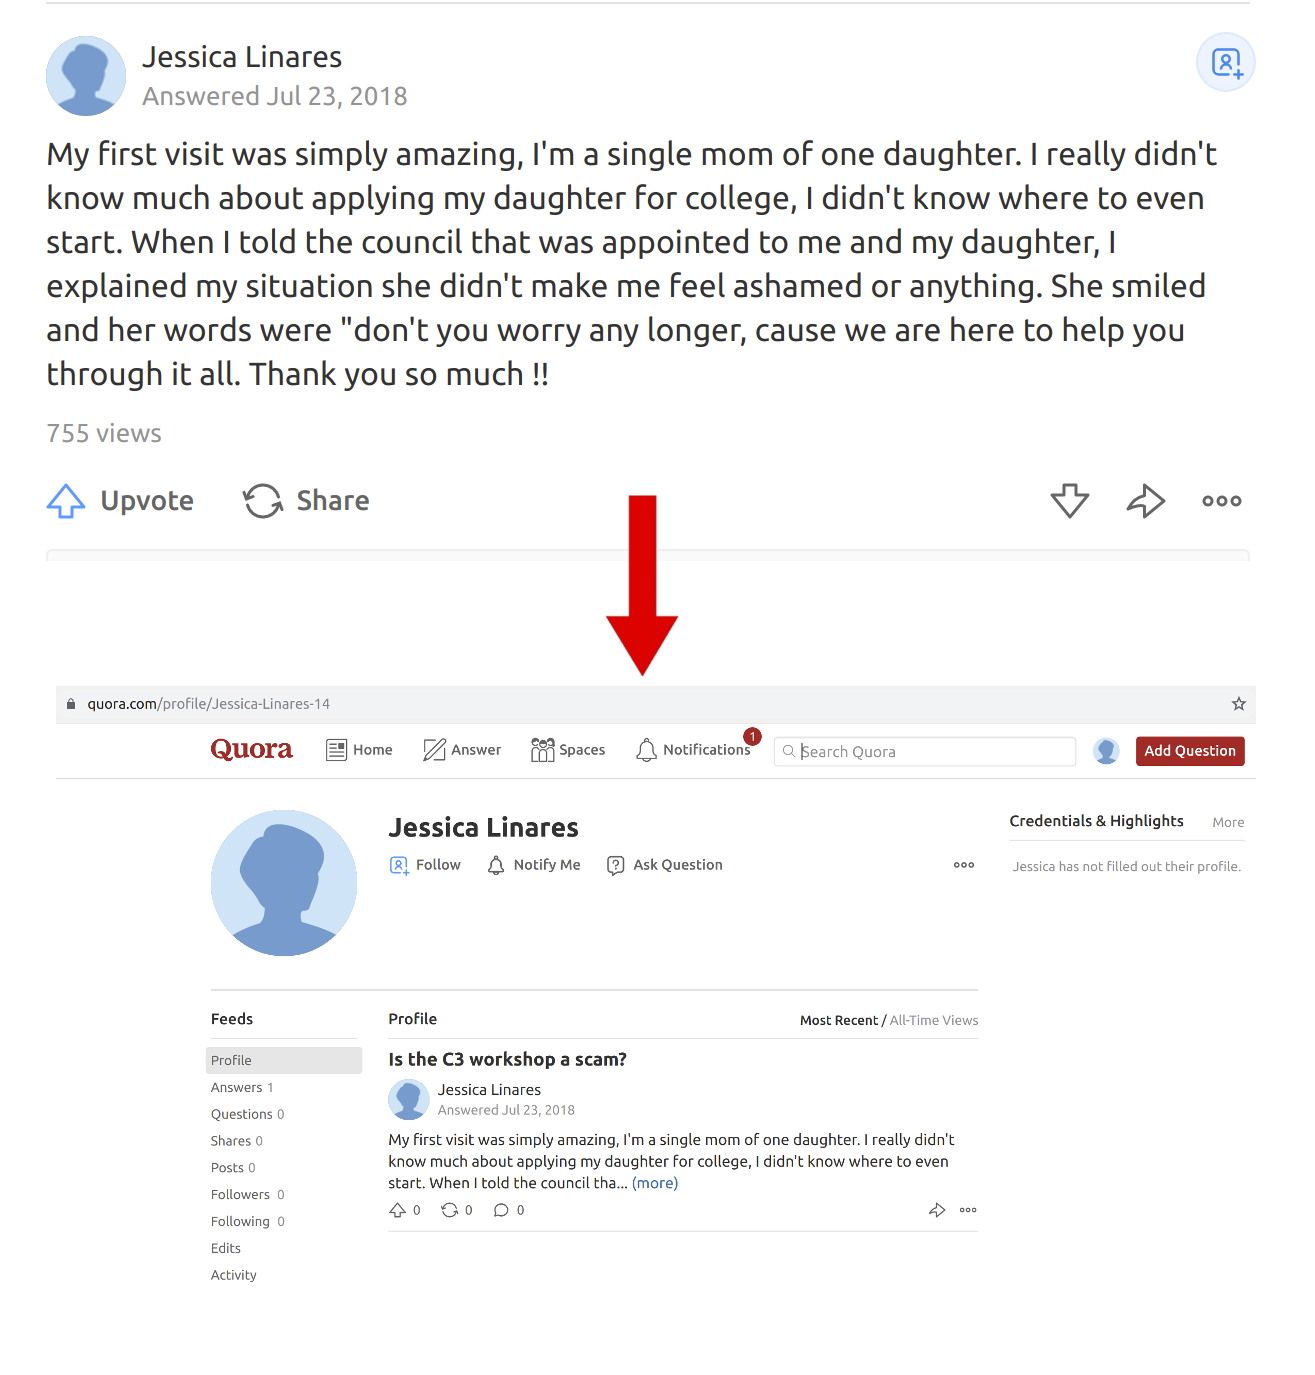 Jessica Linares
Answered Jul 23, 2018
My first visit was simply amazing, I'm a single mom of one daughter. I really didn't
know much about applying my daughter for college, I didn't know where to even
start. When I told the council that was appointed to me and my daughter, I
explained my situation she didn't make me feel ashamed or anything. She smiled
and her words were "don't you worry any longer, cause we are here to help you
through it all. Thank you so much !!
755 views
Upvote Share
quora.com/profile/Jessica-Linares-14
Quora Home Answer Spaces Notifications 1 Search Quora Add Question
Jessica Linares
Follow Notify Me Ask Question
Credentials & Highlights More
Jessica has not filled out their profile.
Feeds
Profile
Answers 1
Questions 0
Shares 0
Posts 0
Followers 0
Following 0
Edits
Activity
Profile Most Recent / All-Time Views
Is the C3 workshop a scam?
Jessica Linares
Answered Jul 23, 2018
My first visit was simply amazing, I'm a single mom of one daughter. I really didn't
know much about applying my daughter for college, I didn't know where to even
start. When I told the council tha... (more)
0 0 0